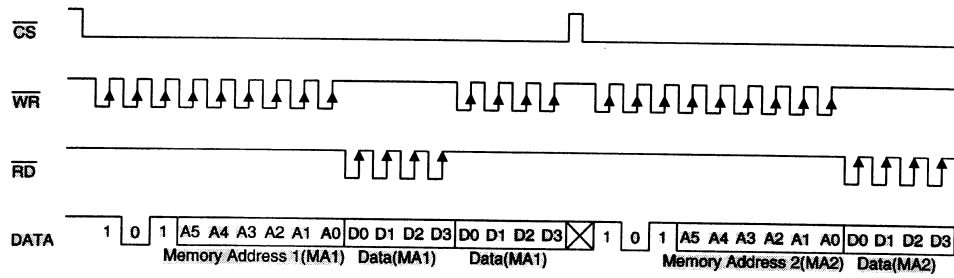 CS
WR
RD
DATA 1 0 1 A5 A4 A3 A2 A1 A0 D0 D1 D2 D3 D0 D1 D2 D3 1 0 1 A5 A4 A3 A2 A1 A0 D0 D1 D2 D3
Memory Address 1(MA1) Data(MA1) Data(MA1) Memory Address 2(MA2) Data(MA2)